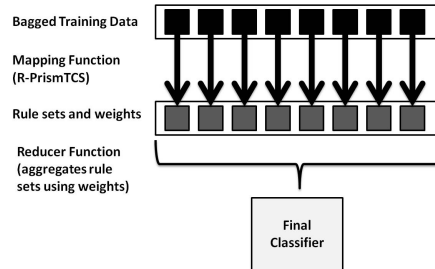 Bagged Training Data
Mapping Function
(R-PrismTCS)
Rule sets and weights
Reducer Function
(aggregates rule
sets using weights)
Final
Classifier